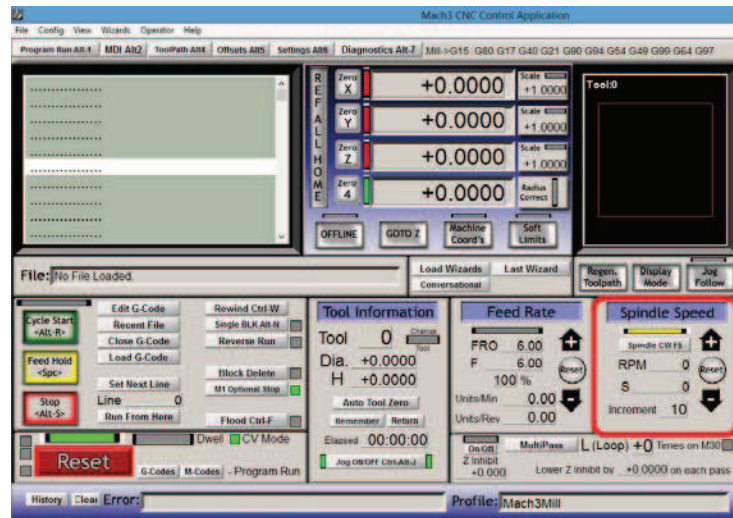 Mach3 CNC Control Application
File Config View Wizards Operator Help
Program Run Alt-1 MDI Alt2 ToolPath Alt4 Offsets Alt5 Settings Alt6 Diagnostics Alt-7 Mill->G15 G80 G17 G40 G21 G90 G94 G54 G49 G99 G64 G97
REF ALL HOME
Zero X +0.0000 Scale +1.0000
Zero Y +0.0000 Scale +1.0000
Zero Z +0.0000 Scale +1.0000
Zero 4 +0.0000 Radius Correct
OFFLINE GOTO Z Machine Coord's Soft Limits
Tool:0
File: No File Loaded.
Load Wizards Last Wizard
Conversational
Regen. Toolpath Display Mode Jog Follow
Cycle Start <Alt-R>
Feed Hold <Spc>
Stop <Alt-S>
Edit G-Code Rewind Ctrl-W
Recent File Single BLK Alt-N
Close G-Code Reverse Run
Load G-Code
Block Delete
Set Next Line M1 Optional Stop
Line 0
Run From Here Flood Ctrl-F
Dwell CV Mode
Reset G-Codes M-Codes - Program Run
Tool Information
Tool 0 Change Tool
Dia. +0.0000
H +0.0000
Auto Tool Zero
Remember Return
Elapsed 00:00:00
Jog ON/OFF Ctrl-Alt-J
Feed Rate
FRO 6.00
F 6.00 Reset
100 %
Units/Min 0.00
Units/Rev 0.00
Spindle Speed
Spindle CW F5
RPM 0 Reset
S 0
Increment 10
On/Off
Z Inhibit
+0.000
MultiPass L (Loop) +0 Times on M30
Lower Z Inhibit by +0.0000 on each pass
History Clear Error: Profile: Mach3Mill